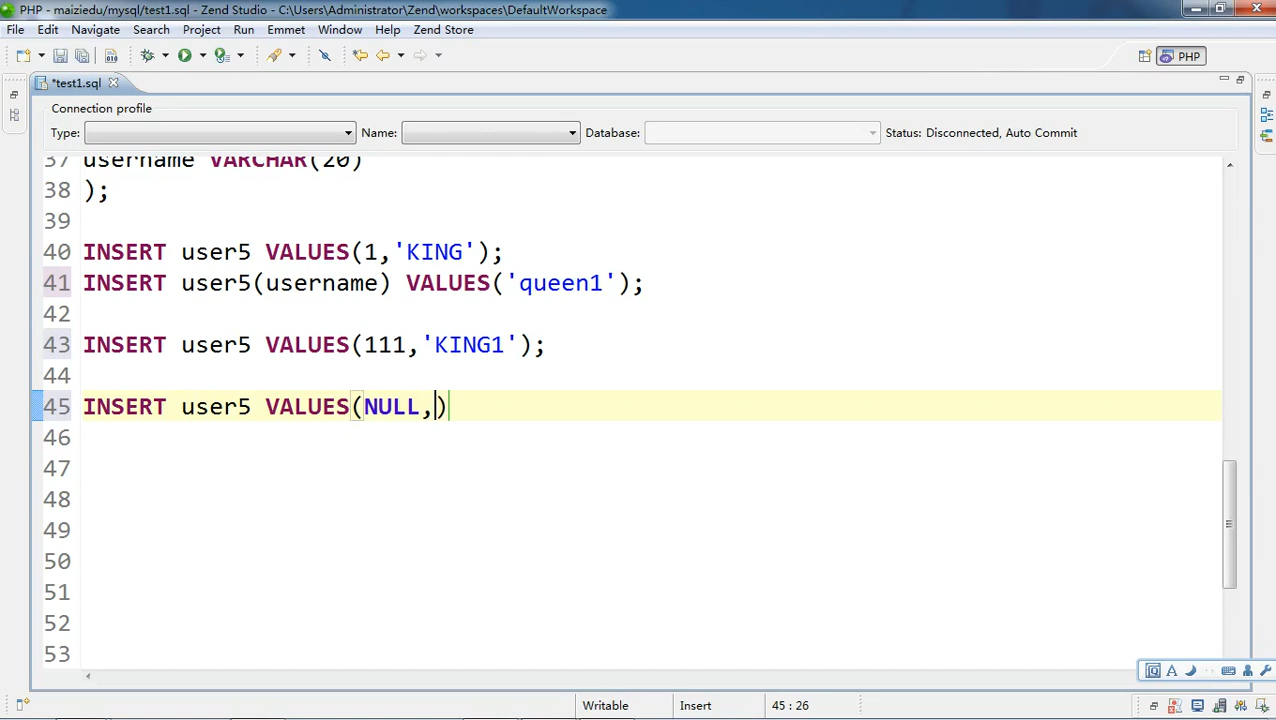 PHP - maiziedu/mysql/test1.sql - Zend Studio - C:\Users\Administrator\Zend\workspaces\DefaultWorkspace
File Edit Navigate Search Project Run Emmet Window Help Zend Store
PHP
*test1.sql
Connection profile
Type: Name: Database: Status: Disconnected, Auto Commit
37 username VARCHAR(20)
38 );
39
40 INSERT user5 VALUES(1,'KING');
41 INSERT user5(username) VALUES('queen1');
42
43 INSERT user5 VALUES(111,'KING1');
44
45 INSERT user5 VALUES(NULL,)
46
47
48
49
50
51
52
53
Writable Insert 45 : 26